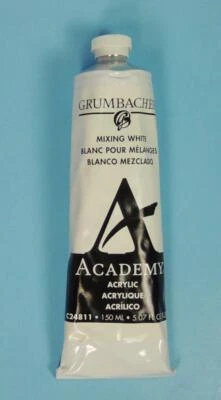 GRUMBACHER
G
MIXING WHITE
BLANC POUR MÉLANGES
BLANCO MEZCLADO
A
ACADEMY
ACRYLIC
ACRYLIQUE
ACRÍLICO
C24811 • 150 ML • 5.07 FL